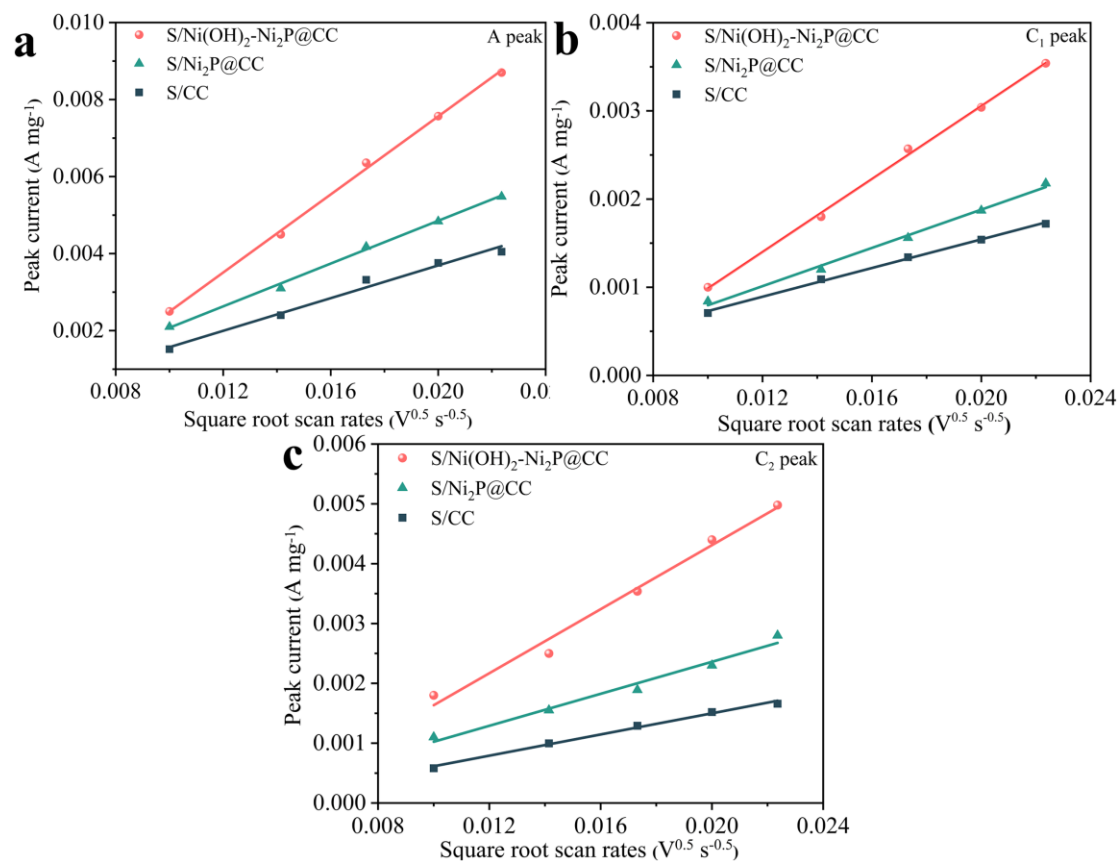 a
A peak
S/Ni(OH)₂-Ni₂P@CC
S/Ni₂P@CC
S/CC
Peak current (A mg⁻¹)
0.010
0.008
0.006
0.004
0.002
0.008 0.012 0.016 0.020
Square root scan rates (V⁰·⁵ s⁻⁰·⁵)
b
C₁ peak
S/Ni(OH)₂-Ni₂P@CC
S/Ni₂P@CC
S/CC
Peak current (A mg⁻¹)
0.004
0.003
0.002
0.001
0.000
0.008 0.012 0.016 0.020 0.024
Square root scan rates (V⁰·⁵ s⁻⁰·⁵)
c
C₂ peak
S/Ni(OH)₂-Ni₂P@CC
S/Ni₂P@CC
S/CC
Peak current (A mg⁻¹)
0.006
0.005
0.004
0.003
0.002
0.001
0.000
0.008 0.012 0.016 0.020 0.024
Square root scan rates (V⁰·⁵ s⁻⁰·⁵)